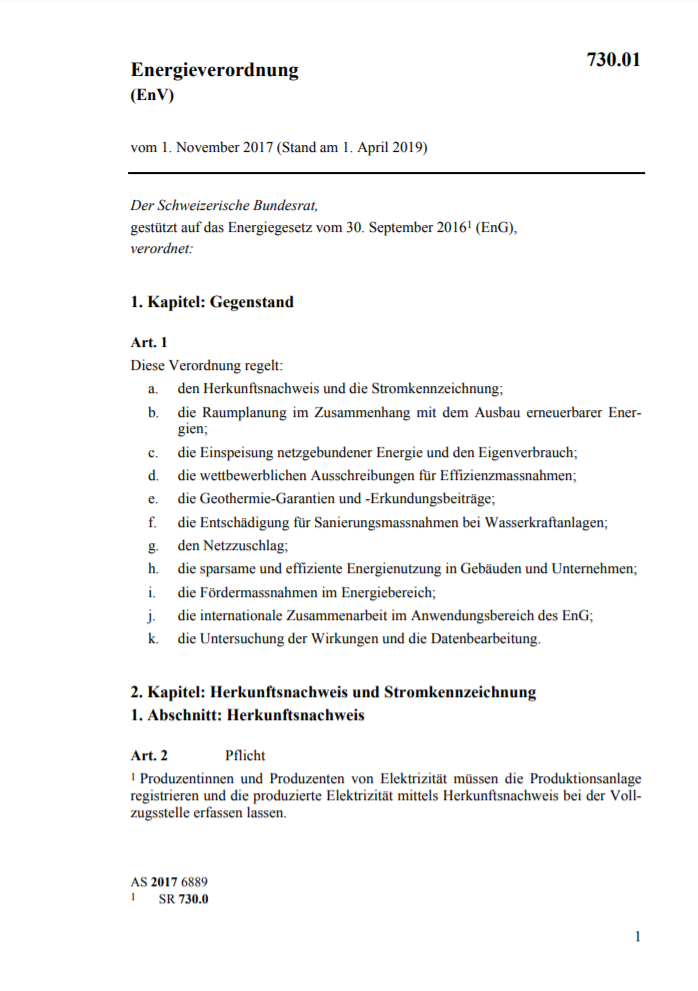 Energieverordnung
730.01
(EnV)
vom 1. November 2017 (Stand am 1. April 2019)
Der Schweizerische Bundesrat,
gestützt auf das Energiegesetz vom 30. September 2016¹ (EnG),
verordnet:
1. Kapitel: Gegenstand
Art. 1
Diese Verordnung regelt:
a. den Herkunftsnachweis und die Stromkennzeichnung;
b. die Raumplanung im Zusammenhang mit dem Ausbau erneuerbarer Ener-
gien;
c. die Einspeisung netzgebundener Energie und den Eigenverbrauch;
d. die wettbewerblichen Ausschreibungen für Effizienzmassnahmen;
e. die Geothermie-Garantien und -Erkundungsbeiträge;
f. die Entschädigung für Sanierungsmassnahmen bei Wasserkraftanlagen;
g. den Netzzuschlag;
h. die sparsame und effiziente Energienutzung in Gebäuden und Unternehmen;
i. die Fördermassnahmen im Energiebereich;
j. die internationale Zusammenarbeit im Anwendungsbereich des EnG;
k. die Untersuchung der Wirkungen und die Datenbearbeitung.
2. Kapitel: Herkunftsnachweis und Stromkennzeichnung
1. Abschnitt: Herkunftsnachweis
Art. 2 Pflicht
¹ Produzentinnen und Produzenten von Elektrizität müssen die Produktionsanlage
registrieren und die produzierte Elektrizität mittels Herkunftsnachweis bei der Voll-
zugsstelle erfassen lassen.
AS 2017 6889
¹ SR 730.0
1